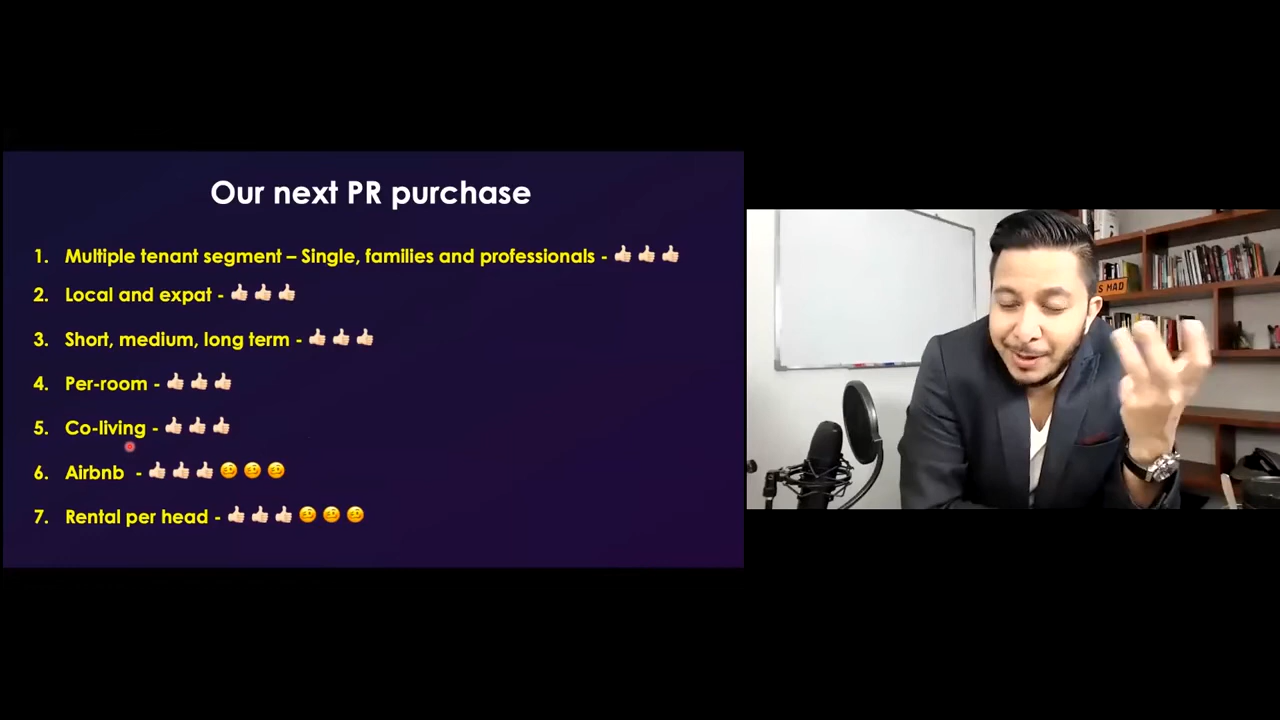 Our next PR purchase
1. Multiple tenant segment – Single, families and professionals - 👍🏻👍🏻👍🏻
2. Local and expat - 👍🏻👍🏻👍🏻
3. Short, medium, long term - 👍🏻👍🏻👍🏻
4. Per-room - 👍🏻👍🏻👍🏻
5. Co-living - 👍🏻👍🏻👍🏻
6. Airbnb - 👍🏻👍🏻👍🏻🥴🥴🥴
7. Rental per head - 👍🏻👍🏻👍🏻🥴🥴🥴
MAD